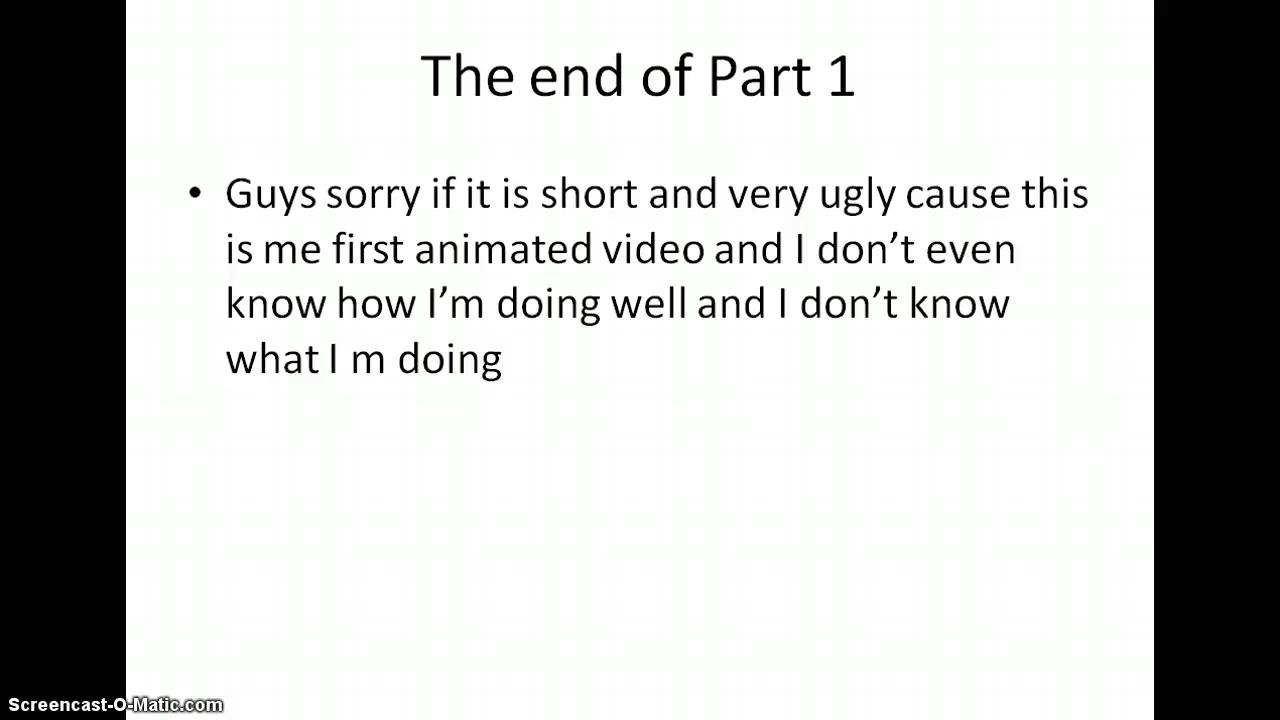 The end of Part 1
• Guys sorry if it is short and very ugly cause this
is me first animated video and I don’t even
know how I’m doing well and I don’t know
what I m doing
Screencast-O-Matic.com